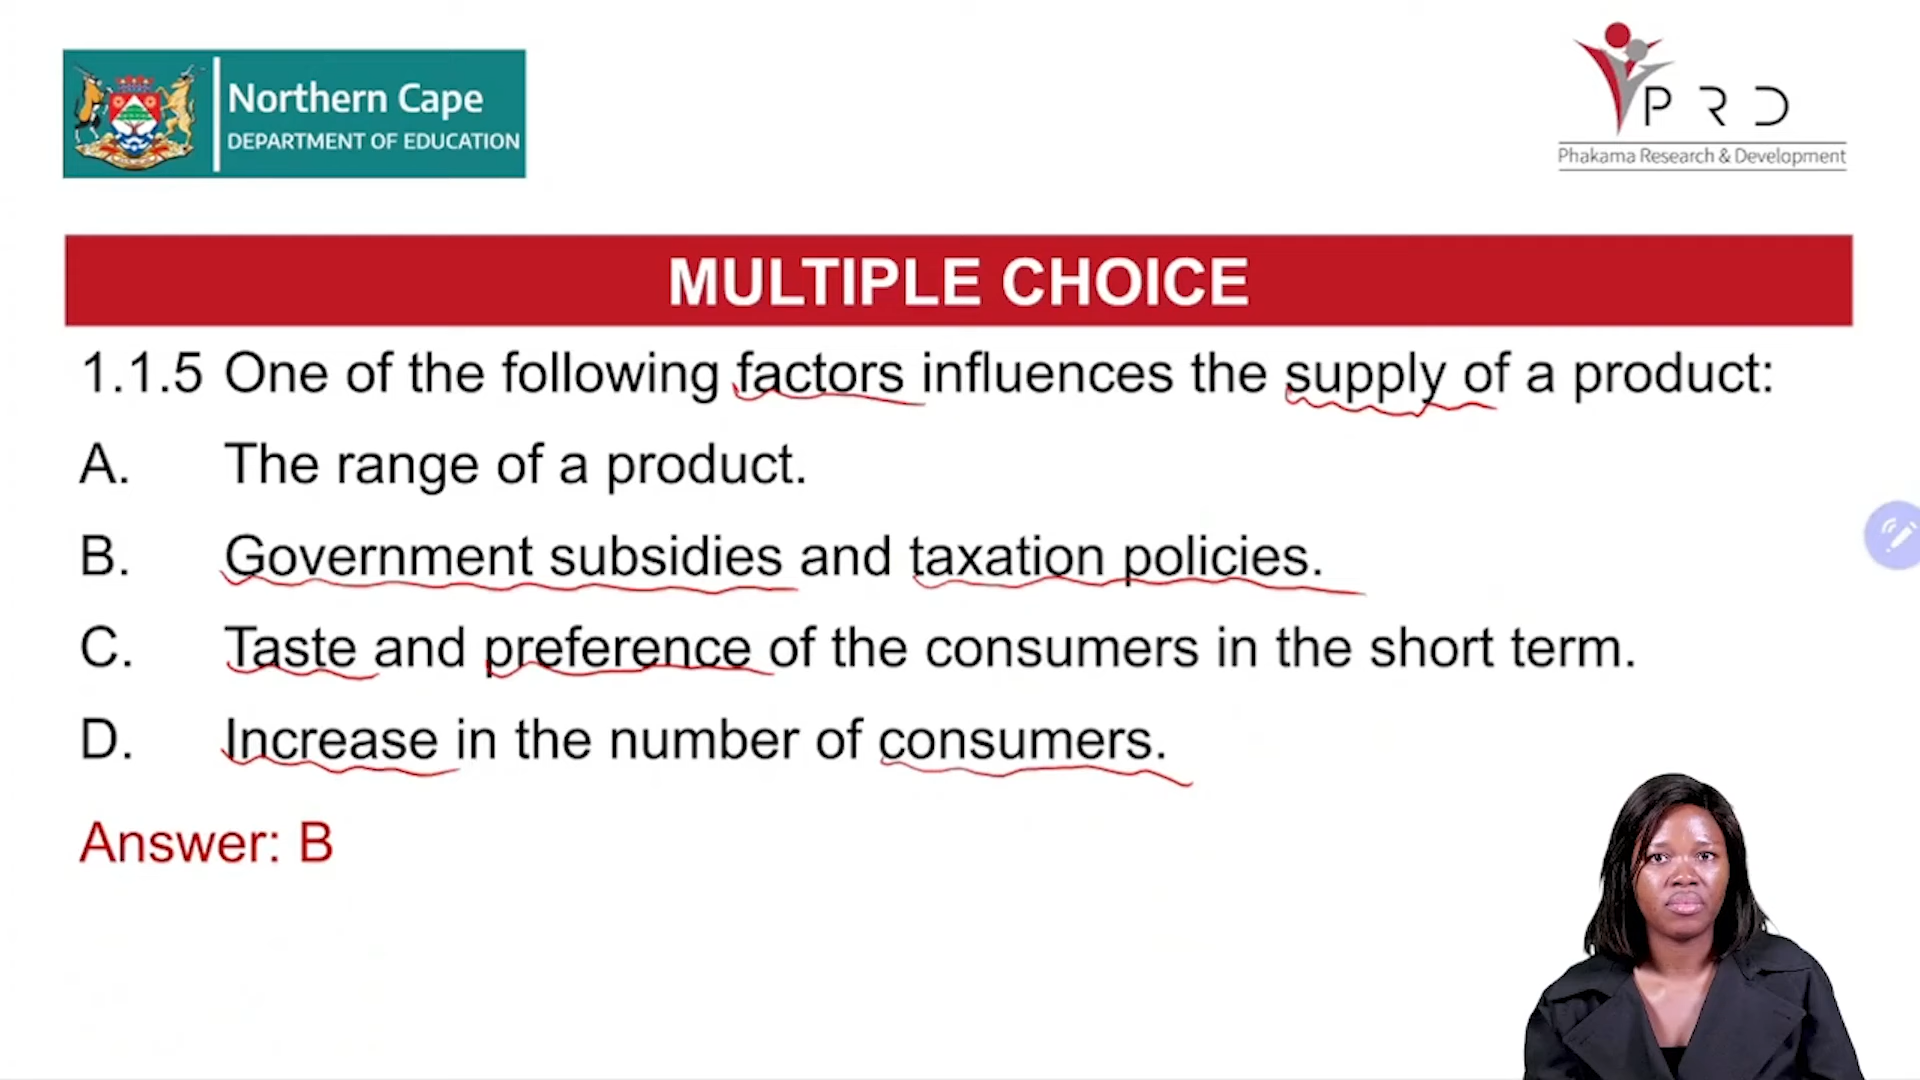 Northern Cape
DEPARTMENT OF EDUCATION
PRD
Phakama Research & Development
MULTIPLE CHOICE
1.1.5 One of the following factors influences the supply of a product:
A. The range of a product.
B. Government subsidies and taxation policies.
C. Taste and preference of the consumers in the short term.
D. Increase in the number of consumers.
Answer: B